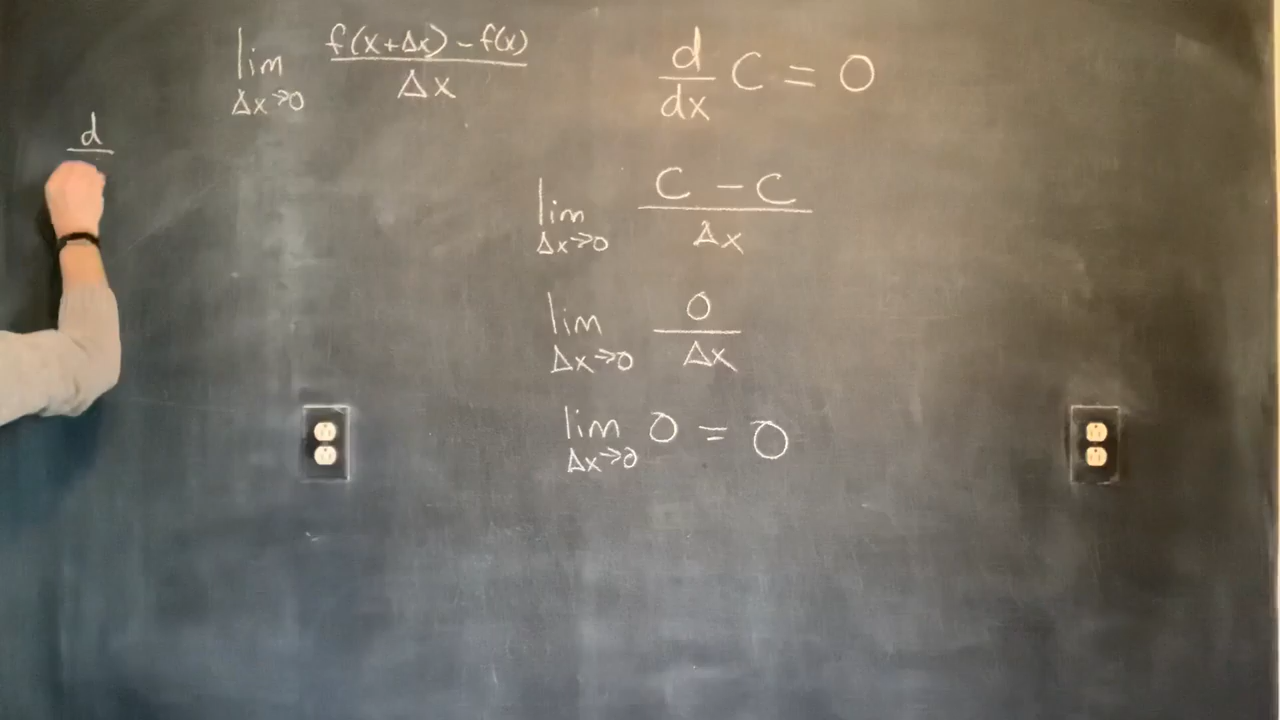 lim Δx→0 f(x+Δx) - f(x) / Δx
d/dx C = 0
d
lim Δx→0 C - C / Δx
lim Δx→0 0 / Δx
lim Δx→0 0 = 0